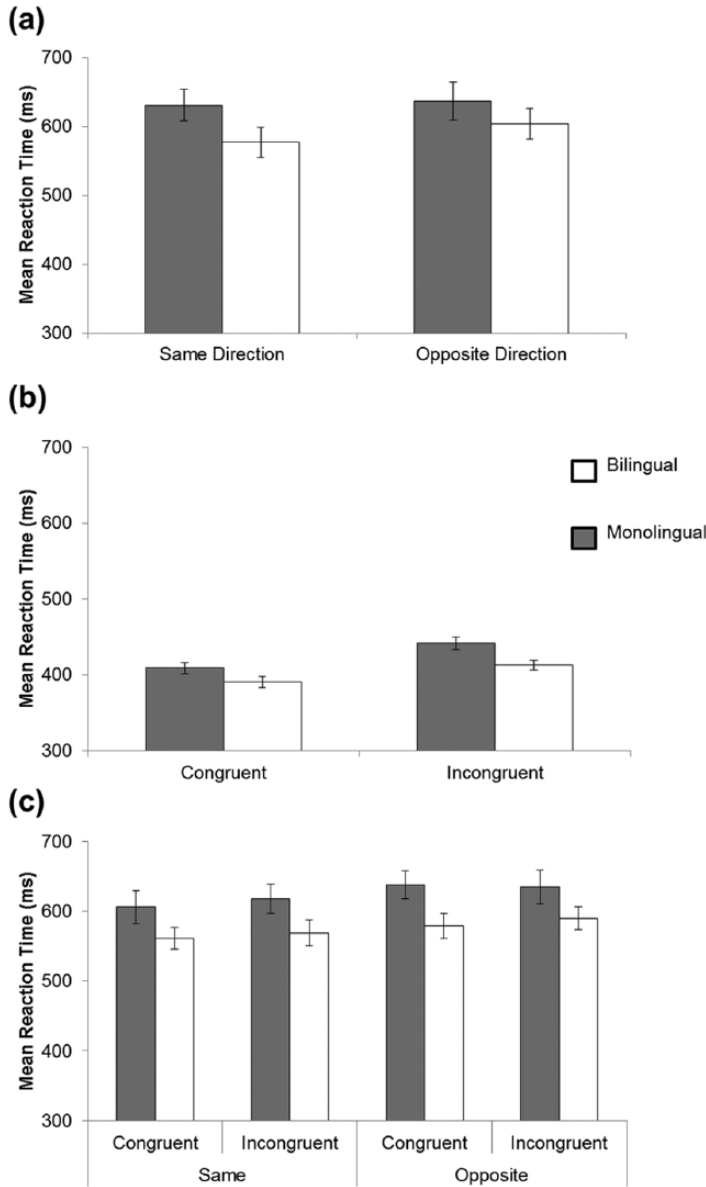 (a)
Mean Reaction Time (ms)
700
600
500
400
300
Same Direction Opposite Direction
(b)
Mean Reaction Time (ms)
700
600
500
400
300
Bilingual
Monolingual
Congruent Incongruent
(c)
Mean Reaction Time (ms)
700
600
500
400
300
Congruent Incongruent Congruent Incongruent
Same Opposite